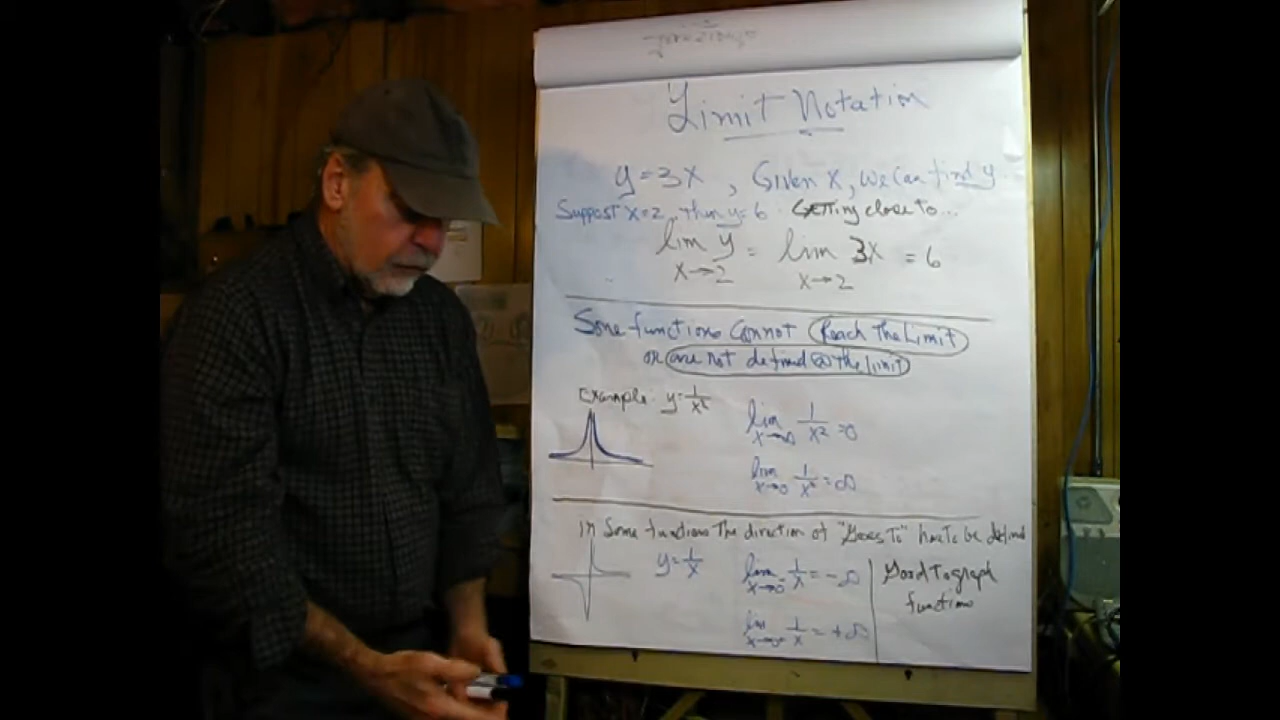 Limit Notation
y = 3x , Given x, we can find y
Suppost x=2, then y=6. Getting close to...
lim y = lim 3x = 6
x→2 x→2
Some functions cannot Reach The Limit
or are not defined @ the limit
Example: y=1/x²
lim 1/x² = 0
lim 1/x² = ∞
x→0
in Some functions The direction of "Goes To" has to be defined
y=1/x
lim 1/x = -∞
x→0⁻
lim 1/x = +∞
Good To graph
functions